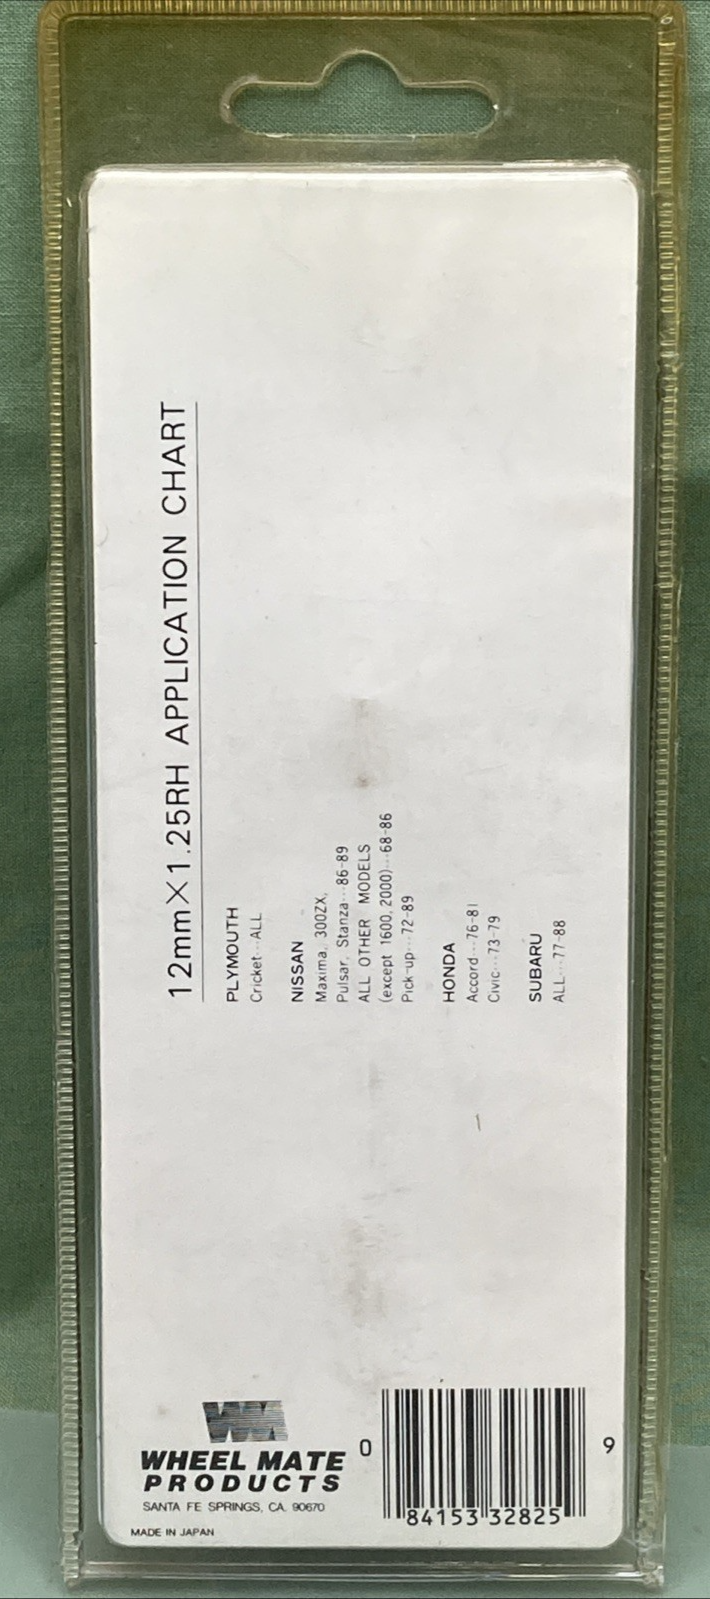 12mm×1.25RH APPLICATION CHART
PLYMOUTH
Cricket···ALL
NISSAN
Maxima, 300ZX,
Pulsar, Stanza···86-89
ALL OTHER MODELS
(except 1600, 2000)···68-86
Pick-up···72-89
HONDA
Accord···76-81
Civic···73-79
SUBARU
ALL···77-88
WM
WHEEL MATE
PRODUCTS
SANTA FE SPRINGS, CA. 90670
MADE IN JAPAN
0 84153 32825 9